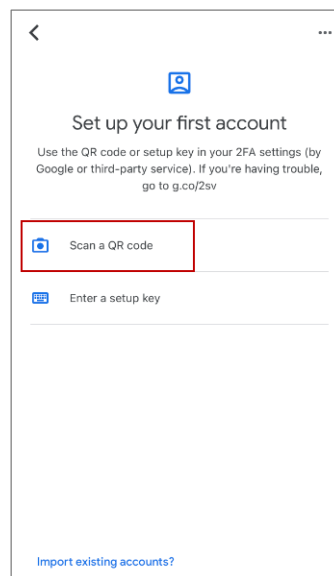 Set up your first account
Use the QR code or setup key in your 2FA settings (by
Google or third-party service). If you're having trouble,
go to g.co/2sv
Scan a QR code
Enter a setup key
Import existing accounts?